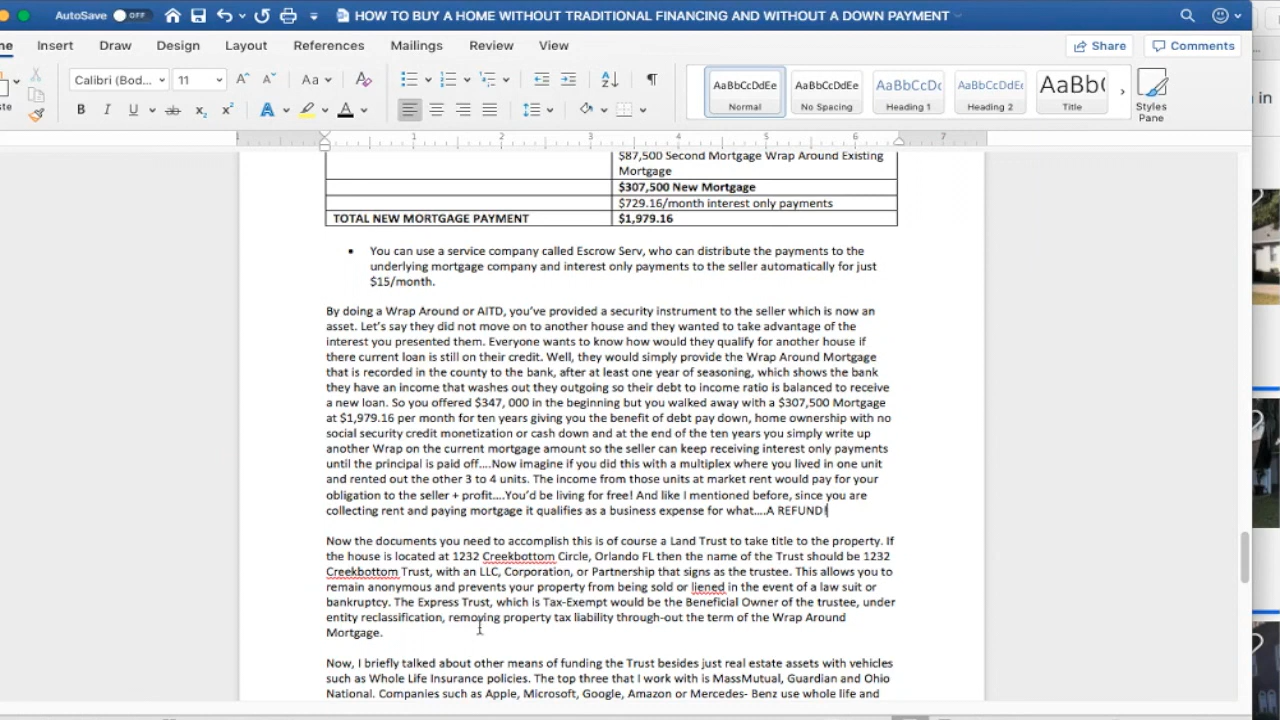 AutoSave OFF HOW TO BUY A HOME WITHOUT TRADITIONAL FINANCING AND WITHOUT A DOWN PAYMENT
Insert Draw Design Layout References Mailings Review View Share Comments
Calibri (Bod... 11 A A Aa A
B I U ab x₂ x² A A
AaBbCcDdEe AaBbCcDdEe AaBbCcDc AaBbCcDdEe AaBb(
Normal No Spacing Heading 1 Heading 2 Title Styles Pane
1 1 2 3 4 5 6 7
$87,500 Second Mortgage Wrap Around Existing
Mortgage
$307,500 New Mortgage
$729.16/month interest only payments
TOTAL NEW MORTGAGE PAYMENT $1,979.16
• You can use a service company called Escrow Serv, who can distribute the payments to the
underlying mortgage company and interest only payments to the seller automatically for just
$15/month.
By doing a Wrap Around or AITD, you've provided a security instrument to the seller which is now an
asset. Let's say they did not move on to another house and they wanted to take advantage of the
interest you presented them. Everyone wants to know how would they qualify for another house if
there current loan is still on their credit. Well, they would simply provide the Wrap Around Mortgage
that is recorded in the county to the bank, after at least one year of seasoning, which shows the bank
they have an income that washes out they outgoing so their debt to income ratio is balanced to receive
a new loan. So you offered $347, 000 in the beginning but you walked away with a $307,500 Mortgage
at $1,979.16 per month for ten years giving you the benefit of debt pay down, home ownership with no
social security credit monetization or cash down and at the end of the ten years you simply write up
another Wrap on the current mortgage amount so the seller can keep receiving interest only payments
until the principal is paid off....Now imagine if you did this with a multiplex where you lived in one unit
and rented out the other 3 to 4 units. The income from those units at market rent would pay for your
obligation to the seller + profit....You'd be living for free! And like I mentioned before, since you are
collecting rent and paying mortgage it qualifies as a business expense for what....A REFUND!
Now the documents you need to accomplish this is of course a Land Trust to take title to the property. If
the house is located at 1232 Creekbottom Circle, Orlando FL then the name of the Trust should be 1232
Creekbottom Trust, with an LLC, Corporation, or Partnership that signs as the trustee. This allows you to
remain anonymous and prevents your property from being sold or liened in the event of a law suit or
bankruptcy. The Express Trust, which is Tax-Exempt would be the Beneficial Owner of the trustee, under
entity reclassification, removing property tax liability through-out the term of the Wrap Around
Mortgage.
Now, I briefly talked about other means of funding the Trust besides just real estate assets with vehicles
such as Whole Life Insurance policies. The top three that I work with is MassMutual, Guardian and Ohio
National. Companies such as Apple, Microsoft, Google, Amazon or Mercedes- Benz use whole life and